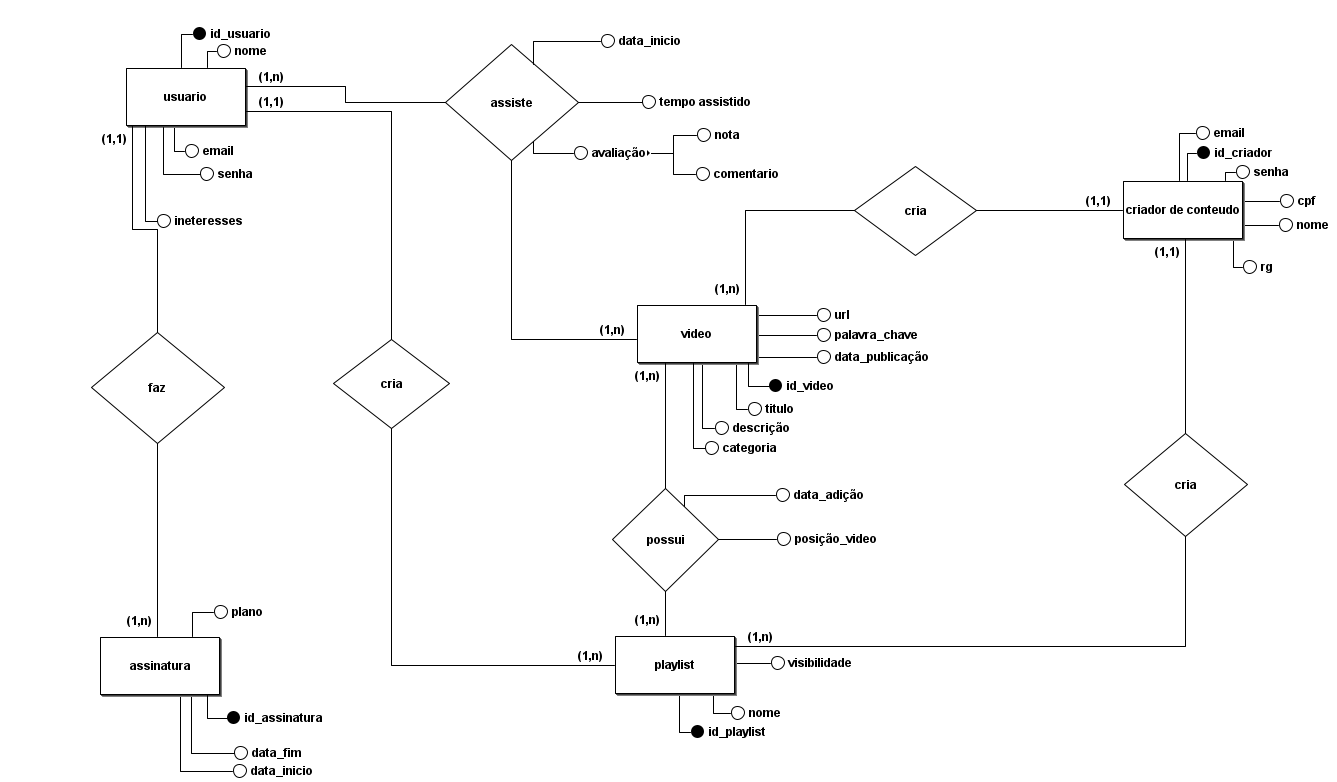 id_usuario
nome
usuario
(1,n)
(1,1)
(1,1)
email
senha
ineteresses
assiste
data_inicio
tempo assistido
avaliação
nota
comentario
cria
(1,1)
(1,n)
email
id_criador
senha
criador de conteudo
cpf
nome
rg
(1,1)
(1,n)
video
url
palavra_chave
data_publicação
id_video
titulo
descrição
categoria
(1,n)
faz
cria
cria
data_adição
possui
posição_video
(1,n)
plano
assinatura
id_assinatura
data_fim
data_inicio
(1,n)
(1,n)
(1,n)
playlist
visibilidade
nome
id_playlist